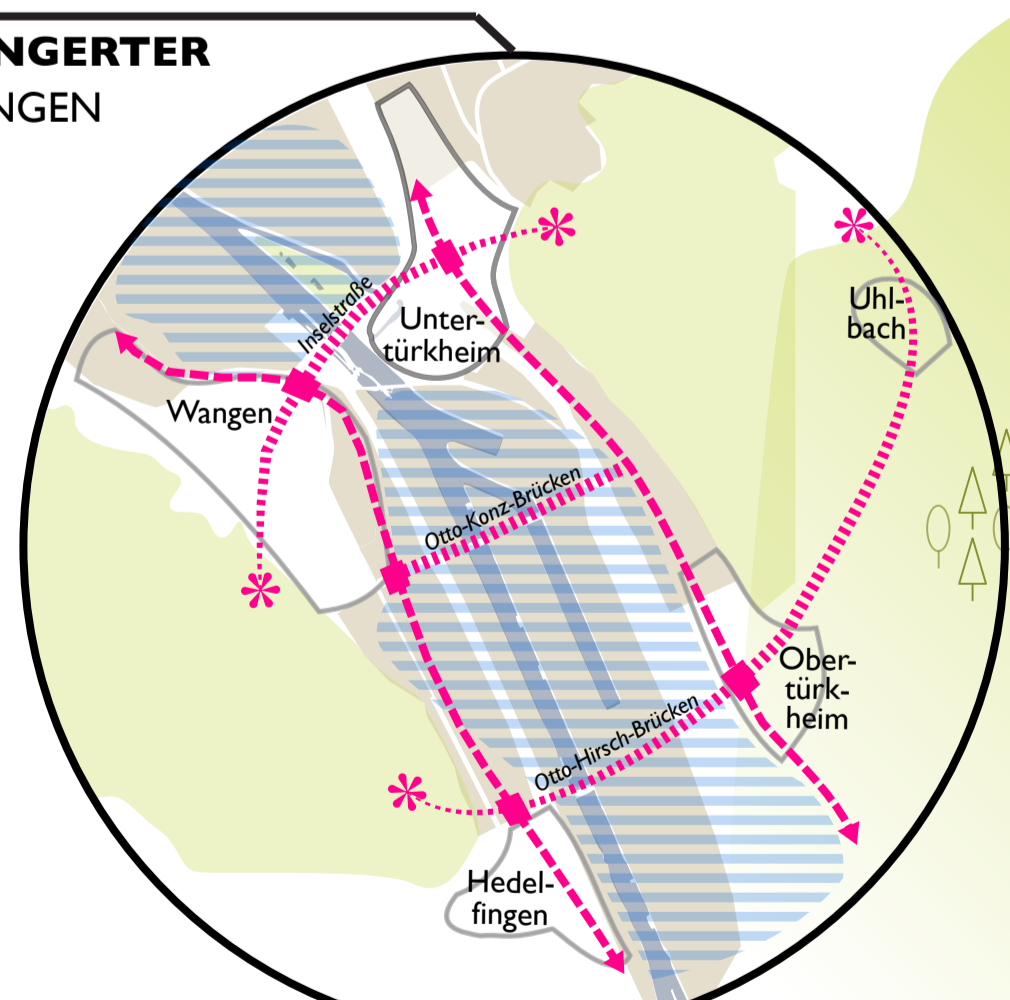 NGERTER
NGEN
Inselstraße
Unter-
türkheim
Uhl-
bach
Wangen
Otto-Konz-Brücken
Ober-
türk-
heim
Otto-Hirsch-Brücken
Hedel-
fingen